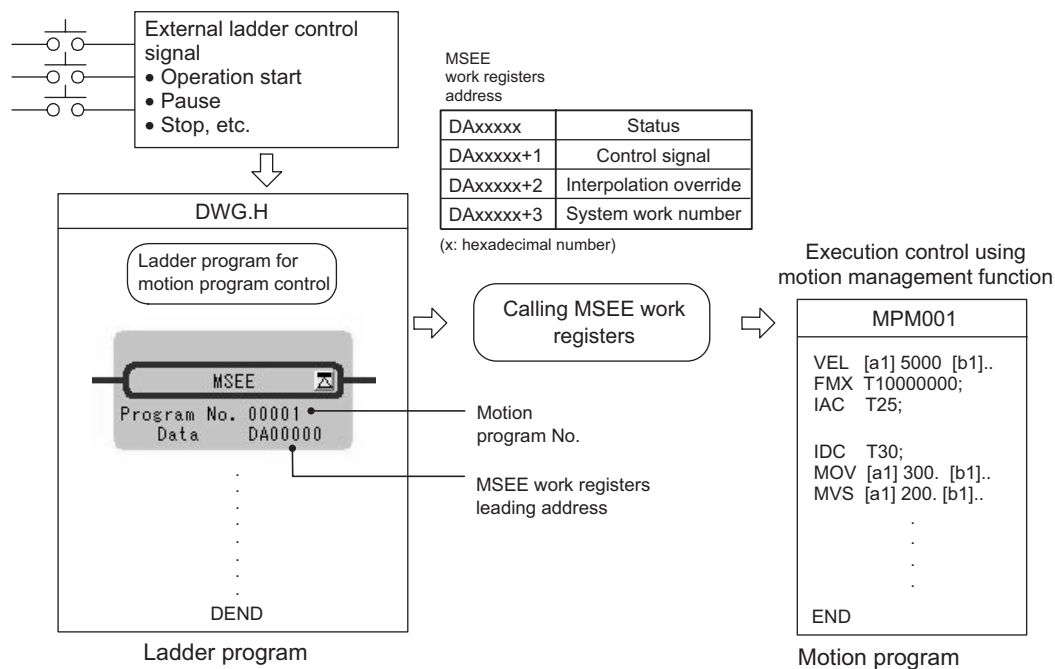 External ladder control
signal
• Operation start
• Pause
• Stop, etc.
MSEE
work registers
address
DAxxxxx Status
DAxxxxx+1 Control signal
DAxxxxx+2 Interpolation override
DAxxxxx+3 System work number
(x: hexadecimal number)
DWG.H
Ladder program for
motion program control
MSEE
Program No. 00001
Data DA00000
.
.
.
.
.
.
.
DEND
Ladder program
Calling MSEE work
registers
Motion
program No.
MSEE work registers
leading address
Execution control using
motion management function
MPM001
VEL [a1] 5000 [b1]..
FMX T10000000;
IAC T25;
IDC T30;
MOV [a1] 300. [b1]..
MVS [a1] 200. [b1]..
.
.
.
.
END
Motion program